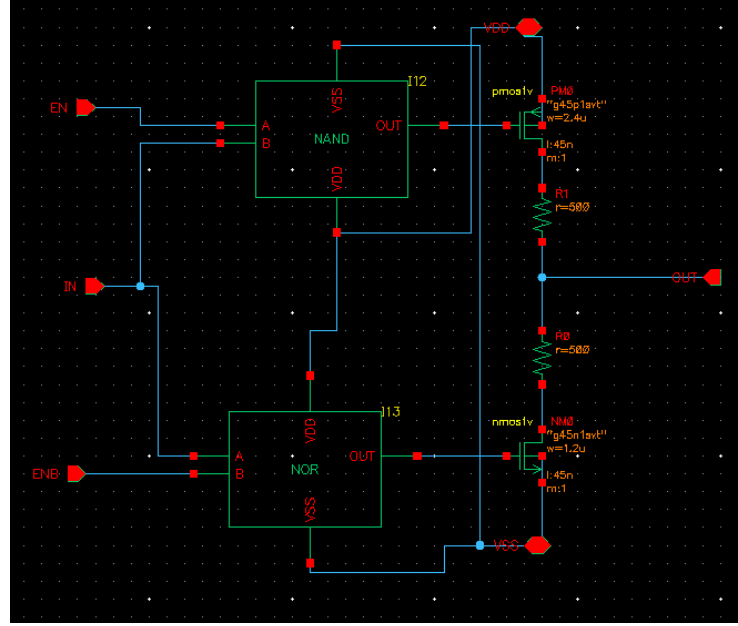 VDD
I12
EN
VSS
pmos1v
PM0
"g45p1svt"
w=2.4u
A
B
OUT
NAND
l:45n
m:1
VDD
R1
r=500
IN
OUT
R0
r=500
I13
nmos1v
NM0
"g45n1svt"
w=1.2u
VDD
A
OUT
ENB
B
NOR
l:45n
m:1
VSS
VSS